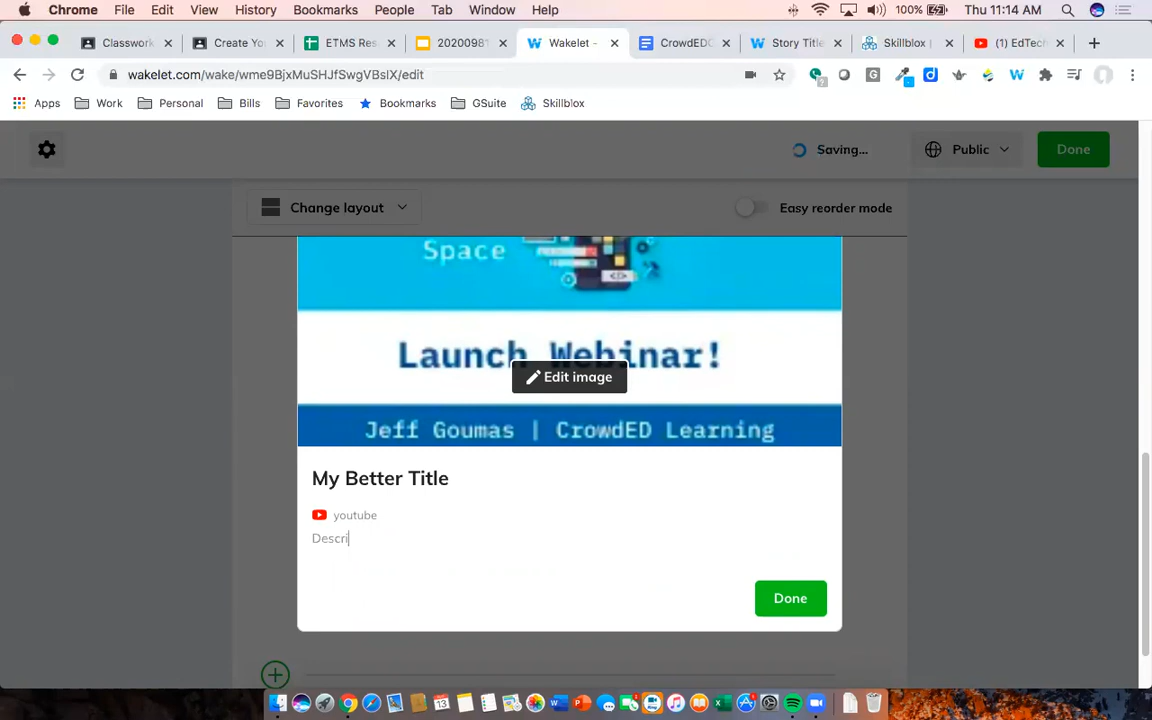 Chrome File Edit View History Bookmarks People Tab Window Help 100% Thu 11:14 AM
Classwork Create You ETMS Res 2020098 Wakelet - CrowdED Story Title Skillblox | (1) EdTech
wakelet.com/wake/wme9BjxMuSHJfSwgVBsIX/edit
Apps Work Personal Bills Favorites Bookmarks GSuite Skillblox
Saving... Public Done
Change layout Easy reorder mode
Space
Launch Webinar!
Edit image
Jeff Goumas | CrowdED Learning
My Better Title
youtube
Descri
Done